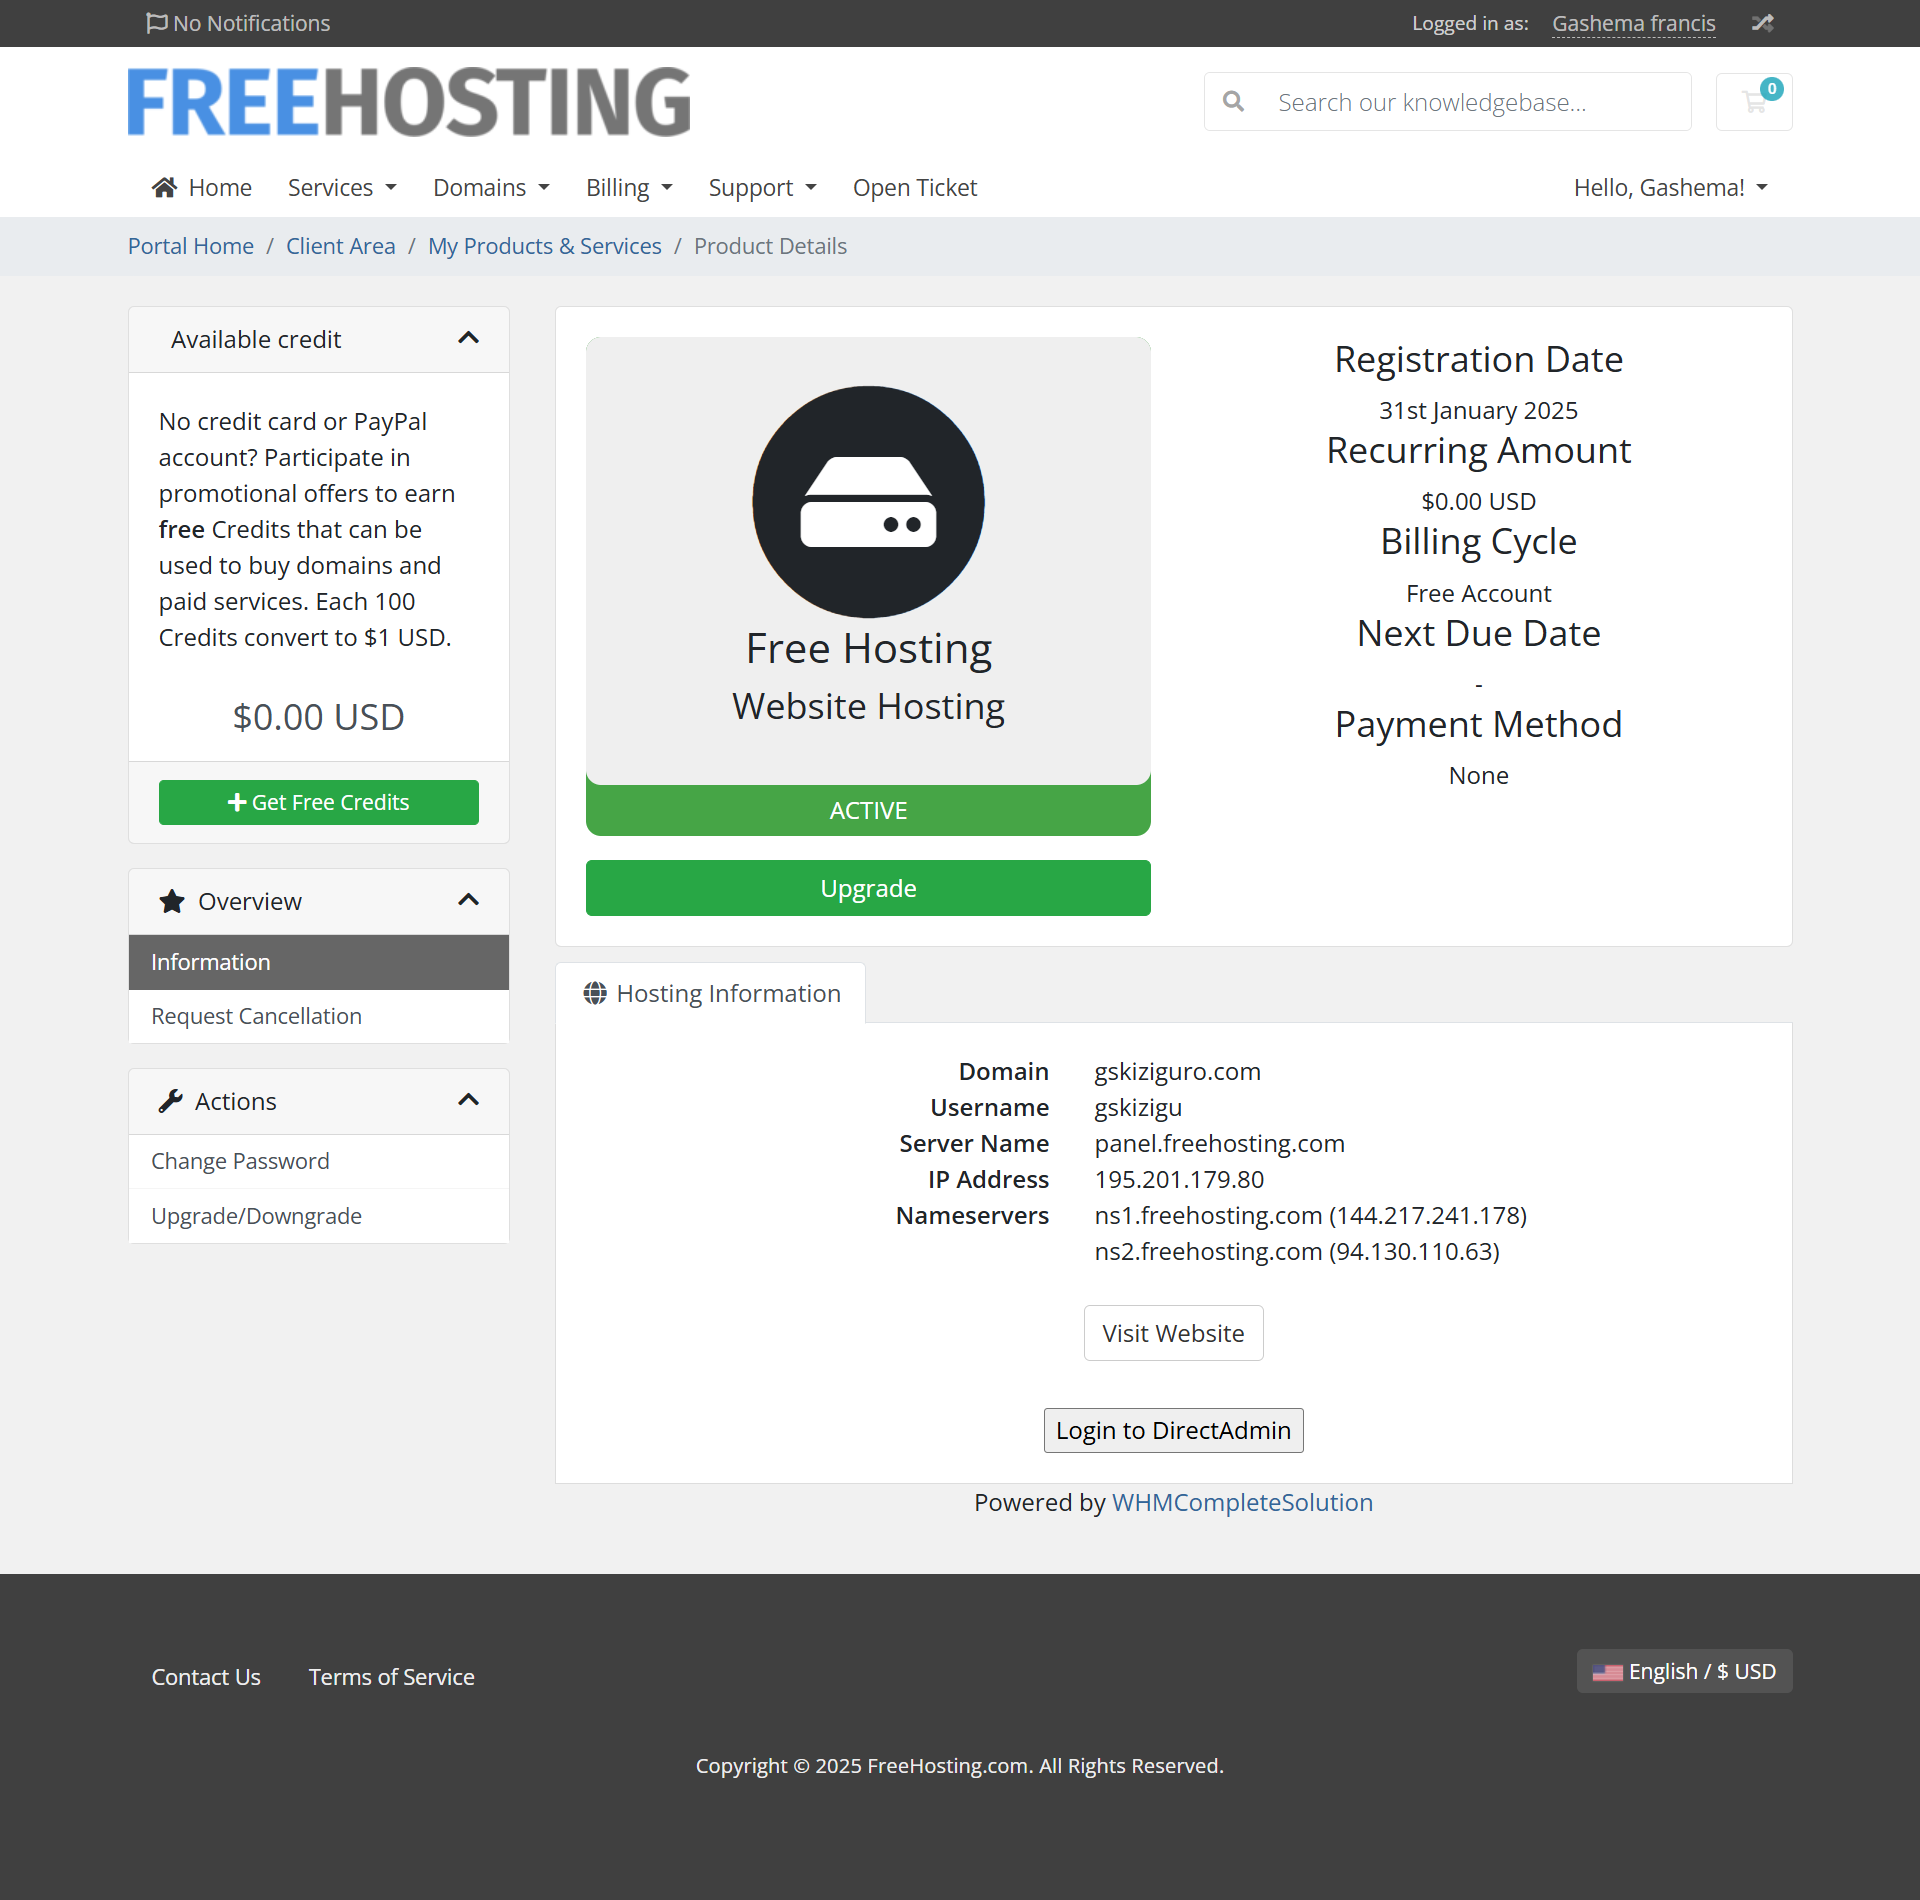 No Notifications
Logged in as: Gashema francis
FREEHOSTING
Search our knowledgebase...
0
Home
Services
Domains
Billing
Support
Open Ticket
Hello, Gashema!
Portal Home / Client Area / My Products & Services / Product Details
Available credit
No credit card or PayPal
account? Participate in
promotional offers to earn
free Credits that can be
used to buy domains and
paid services. Each 100
Credits convert to $1 USD.
$0.00 USD
Get Free Credits
Overview
Information
Request Cancellation
Actions
Change Password
Upgrade/Downgrade
Free Hosting
Website Hosting
ACTIVE
Upgrade
Registration Date
31st January 2025
Recurring Amount
$0.00 USD
Billing Cycle
Free Account
Next Due Date
-
Payment Method
None
Hosting Information
Domain gskiziguro.com
Username gskizigu
Server Name panel.freehosting.com
IP Address 195.201.179.80
Nameservers ns1.freehosting.com (144.217.241.178)
ns2.freehosting.com (94.130.110.63)
Visit Website
Login to DirectAdmin
Powered by WHMCompleteSolution
Contact Us
Terms of Service
English / $ USD
Copyright © 2025 FreeHosting.com. All Rights Reserved.